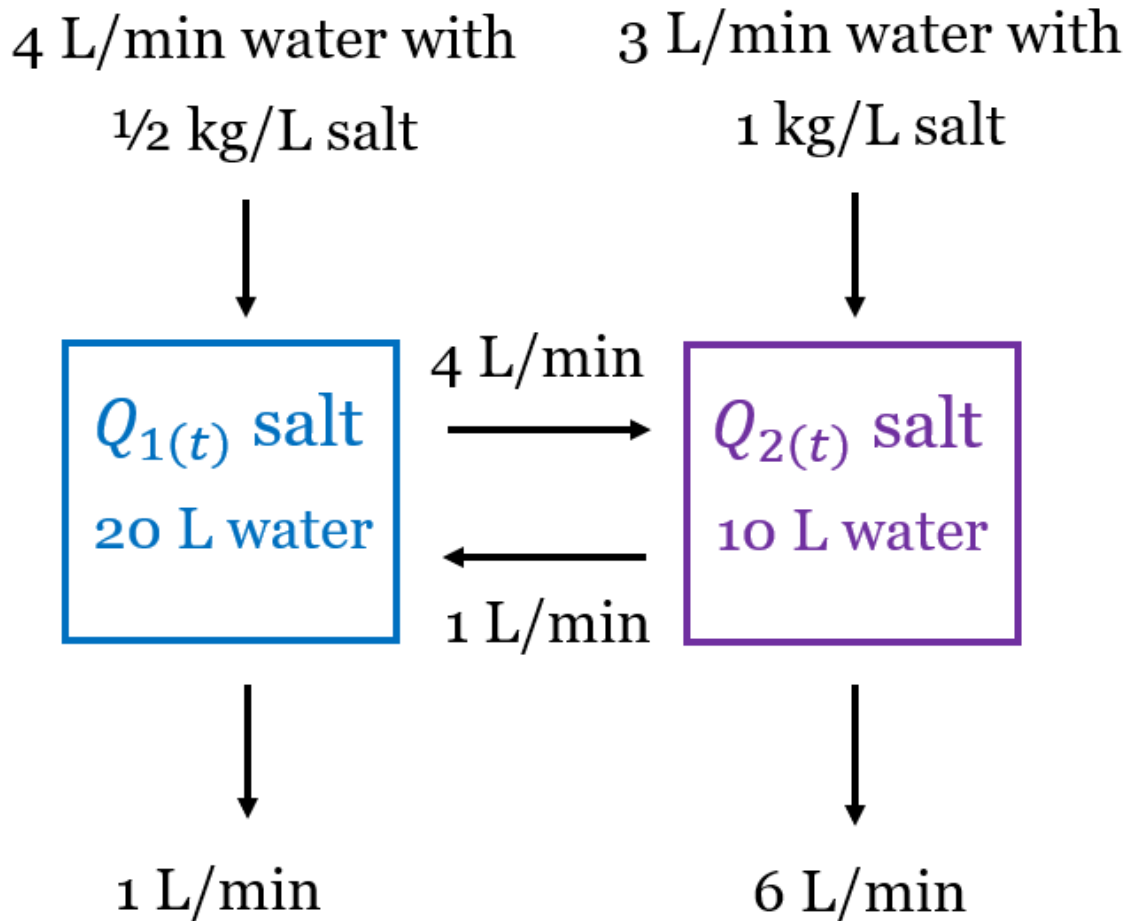 4 L/min water with
½ kg/L salt
3 L/min water with
1 kg/L salt
Q₁₍t₎ salt
20 L water
4 L/min
1 L/min
Q₂₍t₎ salt
10 L water
1 L/min
6 L/min